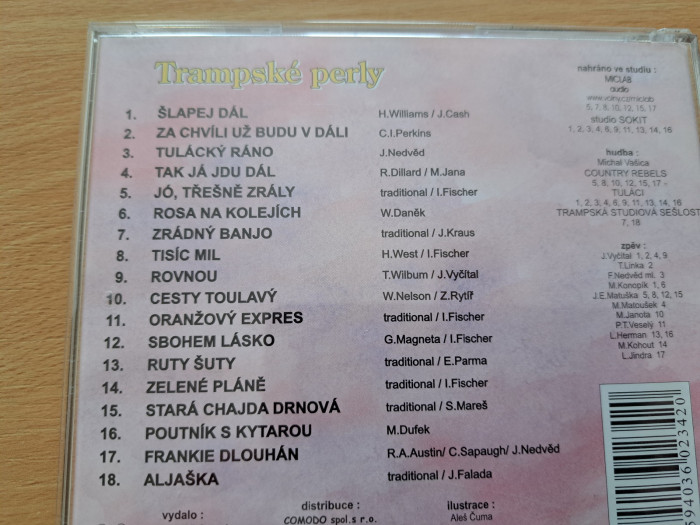 Trampské perly
1. ŠLAPEJ DÁL H.Williams / J.Cash
2. ZA CHVÍLI UŽ BUDU V DÁLI C.I.Perkins
3. TULÁCKÝ RÁNO J.Nedvěd
4. TAK JÁ JDU DÁL R.Dillard / M.Jana
5. JÓ, TŘEŠNĚ ZRÁLY traditional / I.Fischer
6. ROSA NA KOLEJÍCH W.Daněk
7. ZRÁDNÝ BANJO traditional / J.Kraus
8. TISÍC MIL H.West / I.Fischer
9. ROVNOU T.Wilbum / J.Vyčítal
10. CESTY TOULAVÝ W.Nelson / Z.Rytíř
11. ORANŽOVÝ EXPRES traditional / I.Fischer
12. SBOHEM LÁSKO G.Magneta / I.Fischer
13. RUTY ŠUTY traditional / E.Parma
14. ZELENÉ PLÁNĚ traditional / I.Fischer
15. STARÁ CHAJDA DRNOVÁ traditional / S.Mareš
16. POUTNÍK S KYTAROU M.Dufek
17. FRANKIE DLOUHÁN R.A.Austin/ C.Sapaugh/ J.Nedvěd
18. ALJAŠKA traditional / J.Falada
nahráno ve studiu :
MICLAB
audio
www.volny.cz/miclab
5, 7, 8, 10, 12, 15, 17
studio SOKIT
1, 2, 3, 4, 6, 9, 11, 13, 14, 16
hudba :
Michal Vašica
COUNTRY REBELS
5, 8, 10, 12, 15, 17 -
TULÁCI
1, 2, 3, 4, 6, 9, 11, 13, 14, 16
TRAMPSKÁ STUDIOVÁ SEŠLOST
7, 18
zpěv :
J.Vyčítal 1, 2, 4, 9
T.Linka 2
F.Nedvěd ml. 3
M.Konopík 1, 6
J.E.Matuška 5, 8, 12, 15
M.Matoušek 4
M.Janota 10
P.T.Veselý 11
L.Herman 13, 16
M.Kohout 14
L.Jindra 17
vydalo :
distribuce :
COMODO spol.s r.o.
ilustrace :
Aleš Čuma
94036 023420